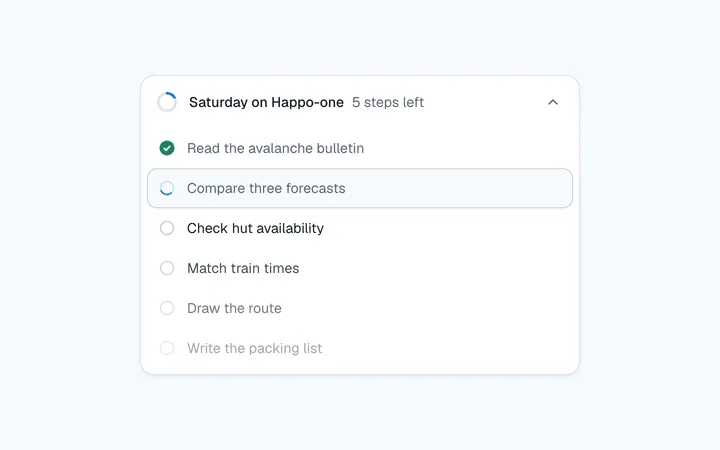 Saturday on Happo-one 5 steps left
Read the avalanche bulletin
Compare three forecasts
Check hut availability
Match train times
Draw the route
Write the packing list